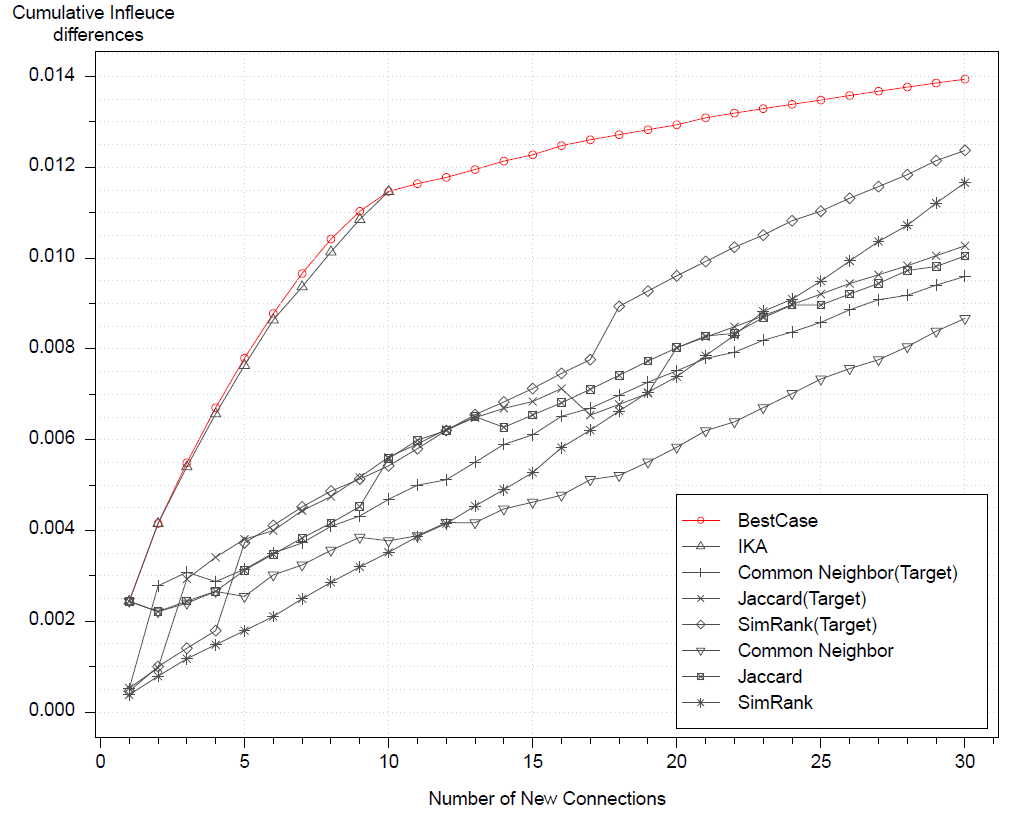 Cumulative Infleuce
differences
0.014
0.012
0.010
0.008
0.006
0.004
0.002
0.000
0 5 10 15 20 25 30
Number of New Connections
BestCase
IKA
Common Neighbor(Target)
Jaccard(Target)
SimRank(Target)
Common Neighbor
Jaccard
SimRank